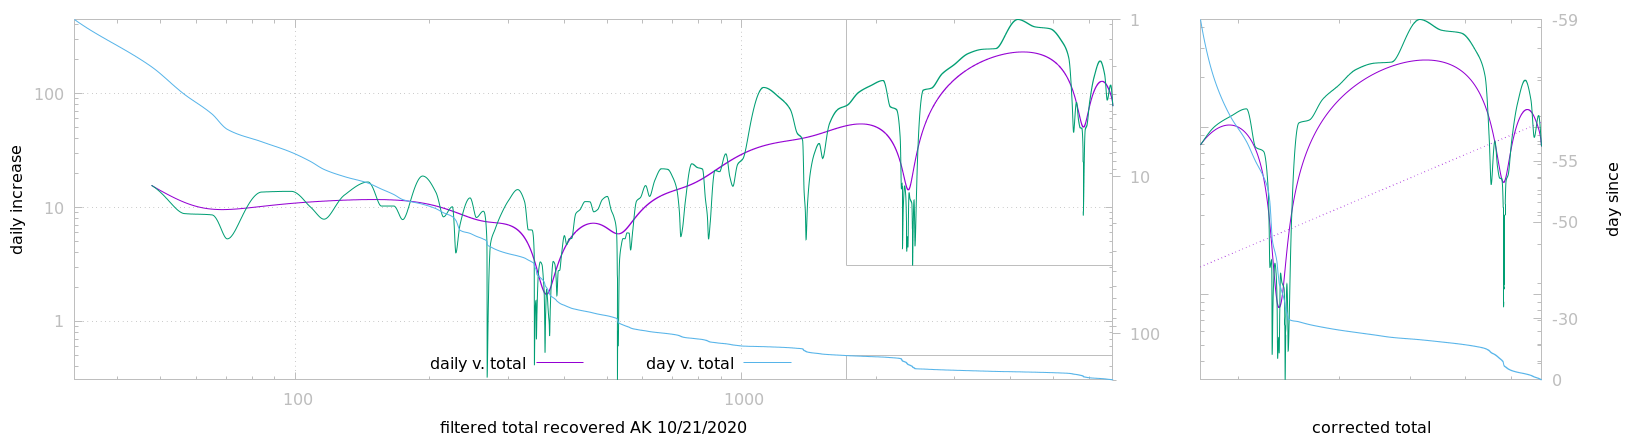 daily increase
100
10
1
100
1000
filtered total recovered AK 10/21/2020
daily v. total
day v. total
1
10
100
-59
-55
-50
-30
0
day since
corrected total